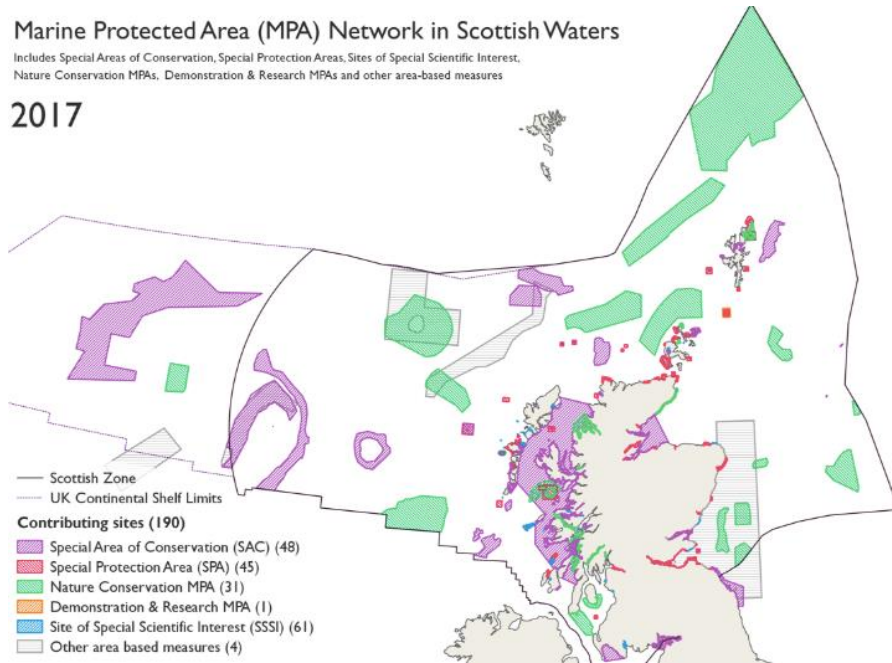 Marine Protected Area (MPA) Network in Scottish Waters
Includes Special Areas of Conservation, Special Protection Areas, Sites of Special Scientific Interest,
Nature Conservation MPAs, Demonstration & Research MPAs and other area-based measures
2017
Scottish Zone
UK Continental Shelf Limits
Contributing sites (190)
Special Area of Conservation (SAC) (48)
Special Protection Area (SPA) (45)
Nature Conservation MPA (31)
Demonstration & Research MPA (1)
Site of Special Scientific Interest (SSSI) (61)
Other area based measures (4)